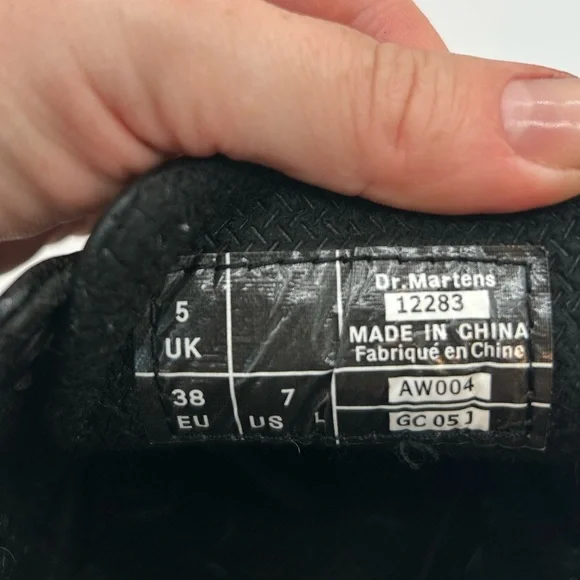 5
UK
38
EU
7
US L
Dr.Martens
12283
MADE IN CHINA
Fabriqué en Chine
AW004
GC 05 J